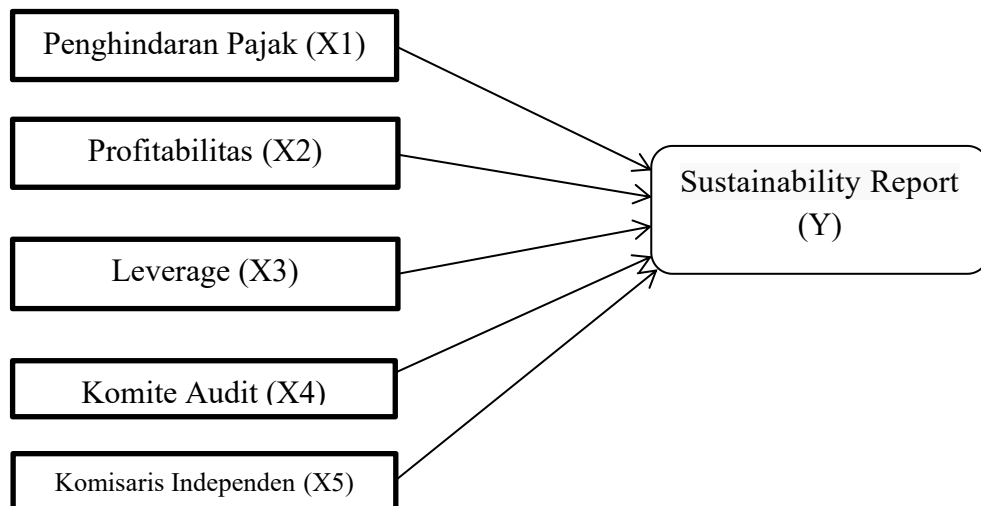 Penghindaran Pajak (X1)
Profitabilitas (X2)
Leverage (X3)
Komite Audit (X4)
Komisaris Independen (X5)
Sustainability Report
(Y)